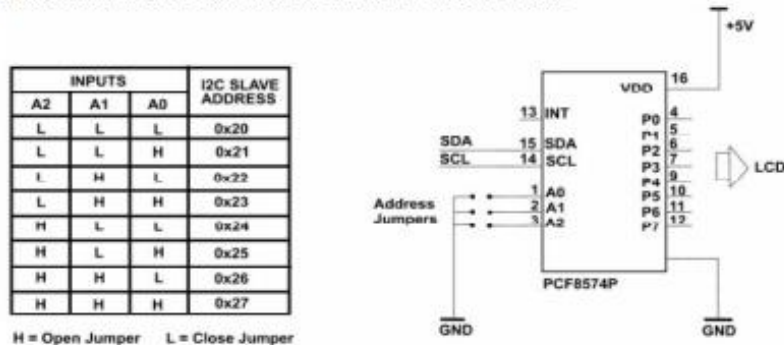 INPUTS I2C SLAVE ADDRESS
A2 A1 A0
L L L 0x20
L L H 0x21
L H L 0x22
L H H 0x23
H L L 0x24
H L H 0x25
H H L 0x26
H H H 0x27
H = Open Jumper L = Close Jumper
+5V
16
VDD
13 INT
SDA 15 SDA
SCL 14 SCL
Address Jumpers
1 A0
2 A1
3 A2
P0 4
P1 5
P2 6
P3 7
P4 9
P5 10
P6 11
P7 12
LCD
PCF8574P
GND
GND